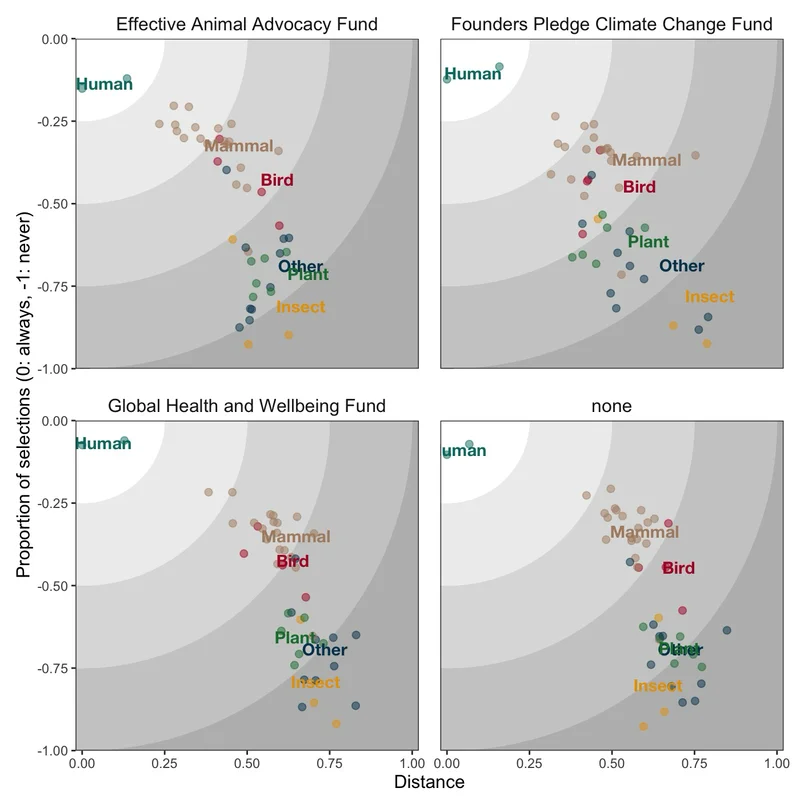 Effective Animal Advocacy Fund
Founders Pledge Climate Change Fund
0.00
-0.25
-0.50
-0.75
-1.00
Human
Mammal
Bird
Other
Plant
Insect
Human
Mammal
Bird
Plant
Other
Insect
Proportion of selections (0: always, -1: never)
Global Health and Wellbeing Fund
none
0.00
-0.25
-0.50
-0.75
-1.00
Human
Mammal
Bird
Plant
Other
Insect
uman
Mammal
Bird
Plant
Other
Insect
0.00 0.25 0.50 0.75 1.00
0.00 0.25 0.50 0.75 1.00
Distance